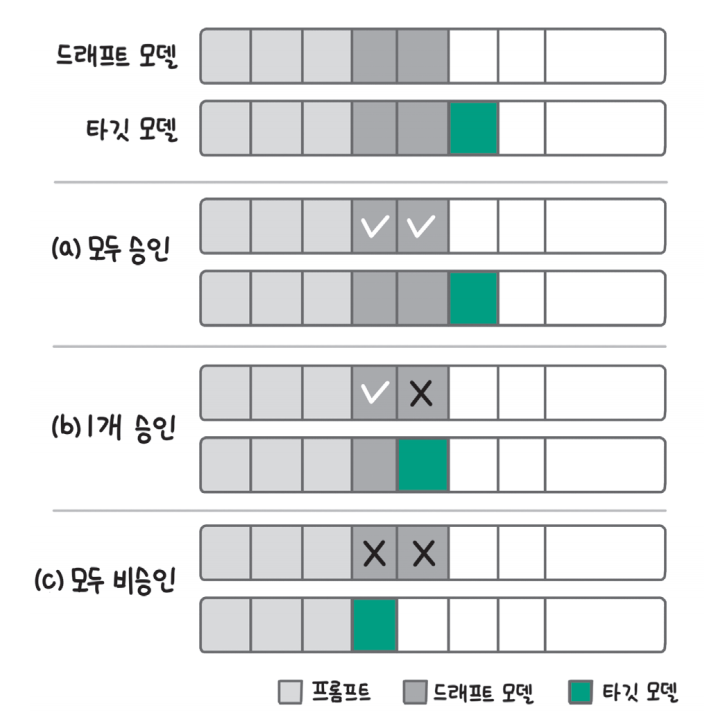 드래프트 모델
타깃 모델
(a) 모두 승인
(b) 1개 승인
(c) 모두 비승인
프롬프트 드래프트 모델 타깃 모델